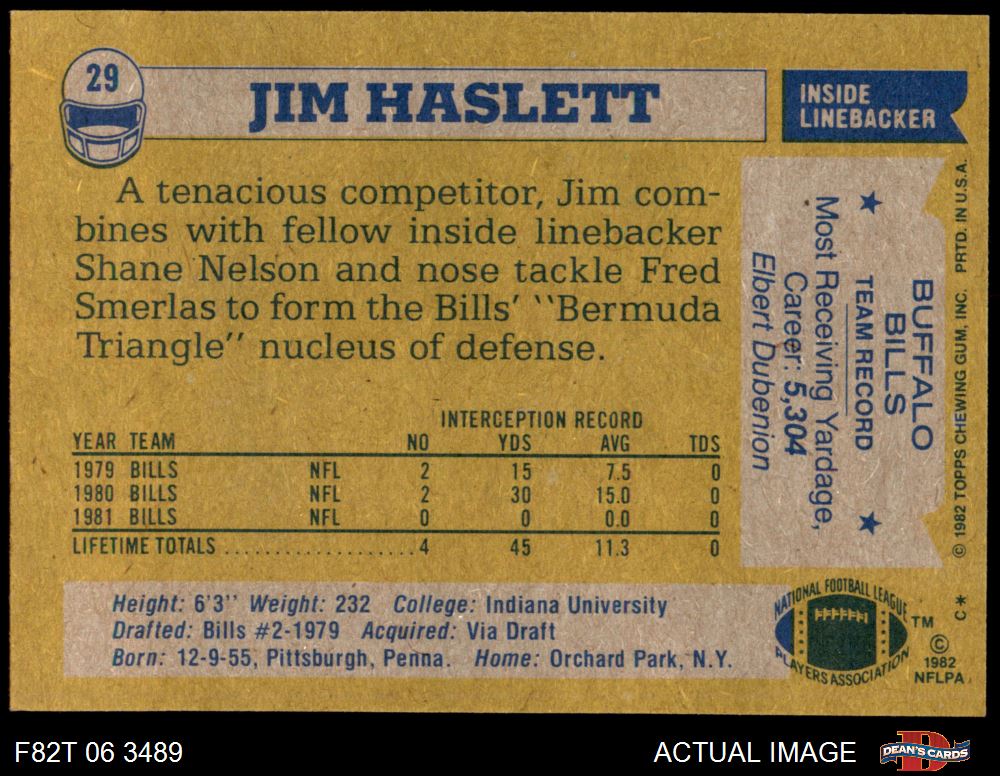 29
JIM HASLETT
INSIDE
LINEBACKER
A tenacious competitor, Jim com-
bines with fellow inside linebacker
Shane Nelson and nose tackle Fred
Smerlas to form the Bills' ‘‘Bermuda
Triangle’’ nucleus of defense.
INTERCEPTION RECORD
YEAR TEAM NO YDS AVG TDS
1979 BILLS NFL 2 15 7.5 0
1980 BILLS NFL 2 30 15.0 0
1981 BILLS NFL 0 0 0.0 0
LIFETIME TOTALS ..................4 45 11.3 0
BUFFALO
BILLS
★ TEAM RECORD ★
Most Receiving Yardage,
Career: 5,304
Elbert Dubenion
© 1982 TOPPS CHEWING GUM, INC. PRTD. IN U.S.A.
Height: 6'3'' Weight: 232 College: Indiana University
Drafted: Bills #2-1979 Acquired: Via Draft
Born: 12-9-55, Pittsburgh, Penna. Home: Orchard Park, N.Y.
NATIONAL FOOTBALL LEAGUE
PLAYERS ASSOCIATION
TM
©
1982
NFLPA
C*
F82T 06 3489
ACTUAL IMAGE
D
DEAN'S CARDS